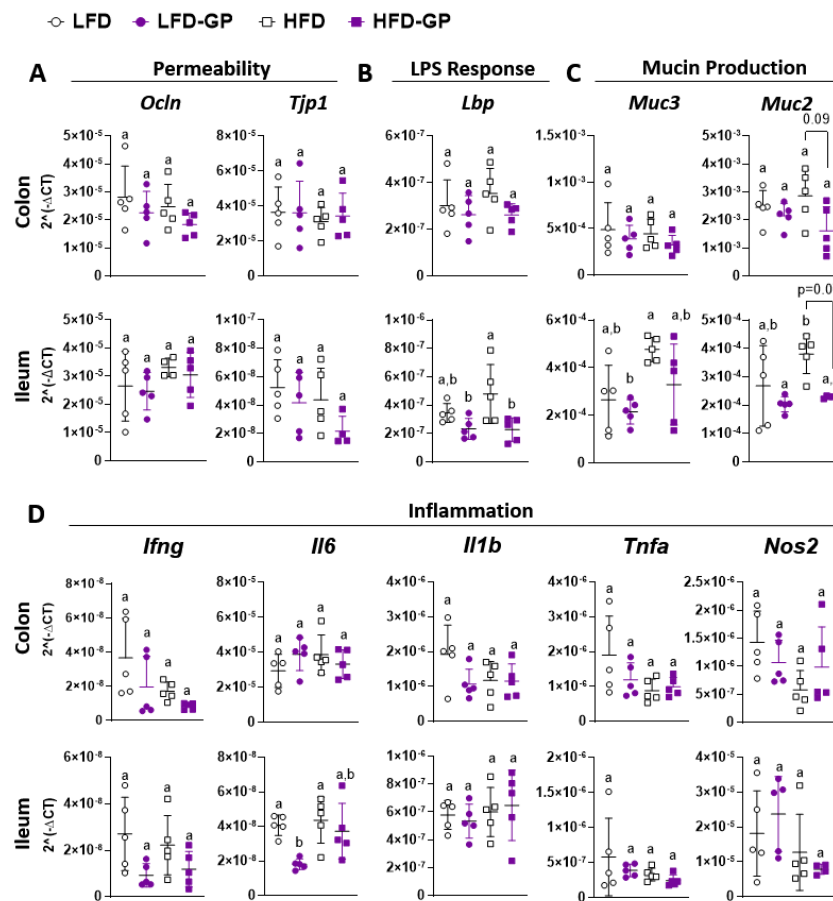 LFD LFD-GP HFD HFD-GP
A Permeability B LPS Response C Mucin Production
Ocln Tjp1 Lbp Muc3 Muc2
0.09
Colon
2^(-ΔCT)
5×10⁻⁵ 4×10⁻⁵ 3×10⁻⁵ 2×10⁻⁵ 1×10⁻⁵ 0
a a a a
8×10⁻⁵ 6×10⁻⁵ 4×10⁻⁵ 2×10⁻⁵ 0
a a a a
6×10⁻⁷ 4×10⁻⁷ 2×10⁻⁷ 0
a a a a
1×10⁻³ 5×10⁻⁴ 0
a a a a
5×10⁻³ 4×10⁻³ 3×10⁻³ 2×10⁻³ 1×10⁻³ 0
a a a a
p=0.0
Ileum
2^(-ΔCT)
5×10⁻⁵ 4×10⁻⁵ 3×10⁻⁵ 2×10⁻⁵ 1×10⁻⁵ 0
a a a a
1×10⁻⁷ 8×10⁻⁸ 6×10⁻⁸ 4×10⁻⁸ 2×10⁻⁸ 0
a a a a
1×10⁻⁶ 8×10⁻⁷ 6×10⁻⁷ 4×10⁻⁷ 2×10⁻⁷ 0
a,b b a b
6×10⁻⁴ 4×10⁻⁴ 2×10⁻⁴ 0
a,b b a a,b
5×10⁻⁴ 4×10⁻⁴ 3×10⁻⁴ 2×10⁻⁴ 1×10⁻⁴ 0
a,b a b a,
D Inflammation
Ifng Il6 Il1b Tnfa Nos2
Colon
2^(-ΔCT)
8×10⁻⁸ 6×10⁻⁸ 4×10⁻⁸ 2×10⁻⁸ 0
a a a a
8×10⁻⁵ 6×10⁻⁵ 4×10⁻⁵ 2×10⁻⁵ 0
a a a a
4×10⁻⁶ 3×10⁻⁶ 2×10⁻⁶ 1×10⁻⁶ 0
a a a a
4×10⁻⁶ 3×10⁻⁶ 2×10⁻⁶ 1×10⁻⁶ 0
a a a a
2.5×10⁻⁶ 2×10⁻⁶ 1.5×10⁻⁶ 1×10⁻⁶ 5×10⁻⁷ 0
a a a a
Ileum
2^(-ΔCT)
6×10⁻⁸ 4×10⁻⁸ 2×10⁻⁸ 0
a a a a
8×10⁻⁸ 6×10⁻⁸ 4×10⁻⁸ 2×10⁻⁸ 0
a b a a,b
1×10⁻⁶ 8×10⁻⁷ 6×10⁻⁷ 4×10⁻⁷ 2×10⁻⁷ 0
a a a a
2×10⁻⁶ 2×10⁻⁶ 1×10⁻⁶ 5×10⁻⁷ 0
a a a a
4×10⁻⁵ 3×10⁻⁵ 2×10⁻⁵ 1×10⁻⁵ 0
a a a a